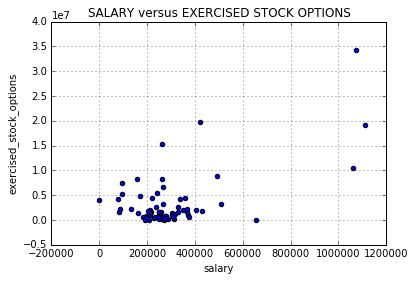 SALARY versus EXERCISED STOCK OPTIONS
1e7
4.0
3.5
3.0
2.5
2.0
1.5
1.0
0.5
0.0
−0.5
exercised_stock_options
−200000 0 200000 400000 600000 800000 1000000 1200000
salary